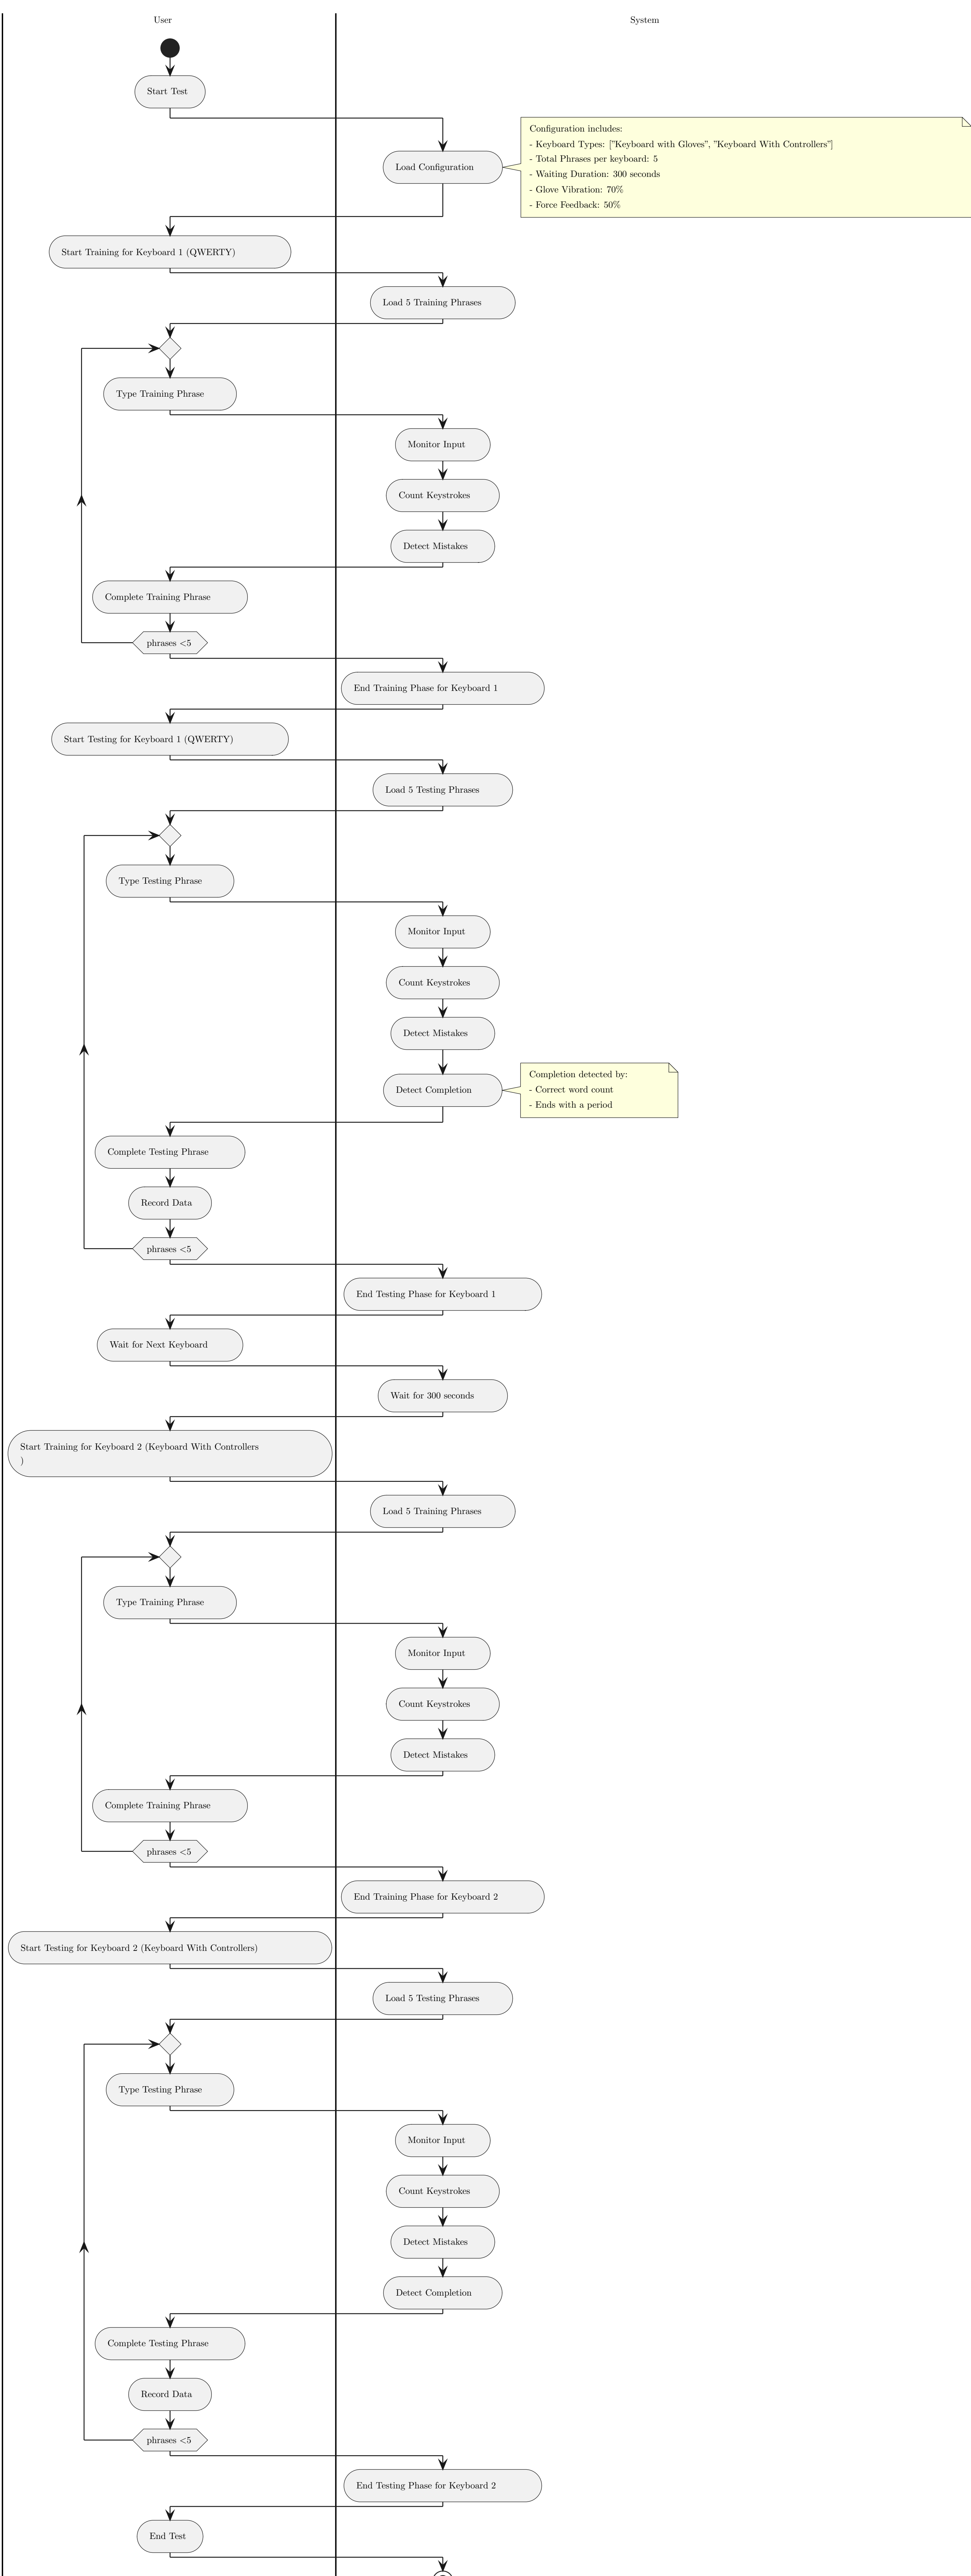 User
System
Start Test
Load Configuration
Configuration includes:
- Keyboard Types: ["Keyboard with Gloves", "Keyboard With Controllers"]
- Total Phrases per keyboard: 5
- Waiting Duration: 300 seconds
- Glove Vibration: 70%
- Force Feedback: 50%
Start Training for Keyboard 1 (QWERTY)
Load 5 Training Phrases
Type Training Phrase
Monitor Input
Count Keystrokes
Detect Mistakes
Complete Training Phrase
phrases <5
End Training Phase for Keyboard 1
Start Testing for Keyboard 1 (QWERTY)
Load 5 Testing Phrases
Type Testing Phrase
Monitor Input
Count Keystrokes
Detect Mistakes
Detect Completion
Completion detected by:
- Correct word count
- Ends with a period
Complete Testing Phrase
Record Data
phrases <5
End Testing Phase for Keyboard 1
Wait for Next Keyboard
Wait for 300 seconds
Start Training for Keyboard 2 (Keyboard With Controllers
)
Load 5 Training Phrases
Type Training Phrase
Monitor Input
Count Keystrokes
Detect Mistakes
Complete Training Phrase
phrases <5
End Training Phase for Keyboard 2
Start Testing for Keyboard 2 (Keyboard With Controllers)
Load 5 Testing Phrases
Type Testing Phrase
Monitor Input
Count Keystrokes
Detect Mistakes
Detect Completion
Complete Testing Phrase
Record Data
phrases <5
End Testing Phase for Keyboard 2
End Test